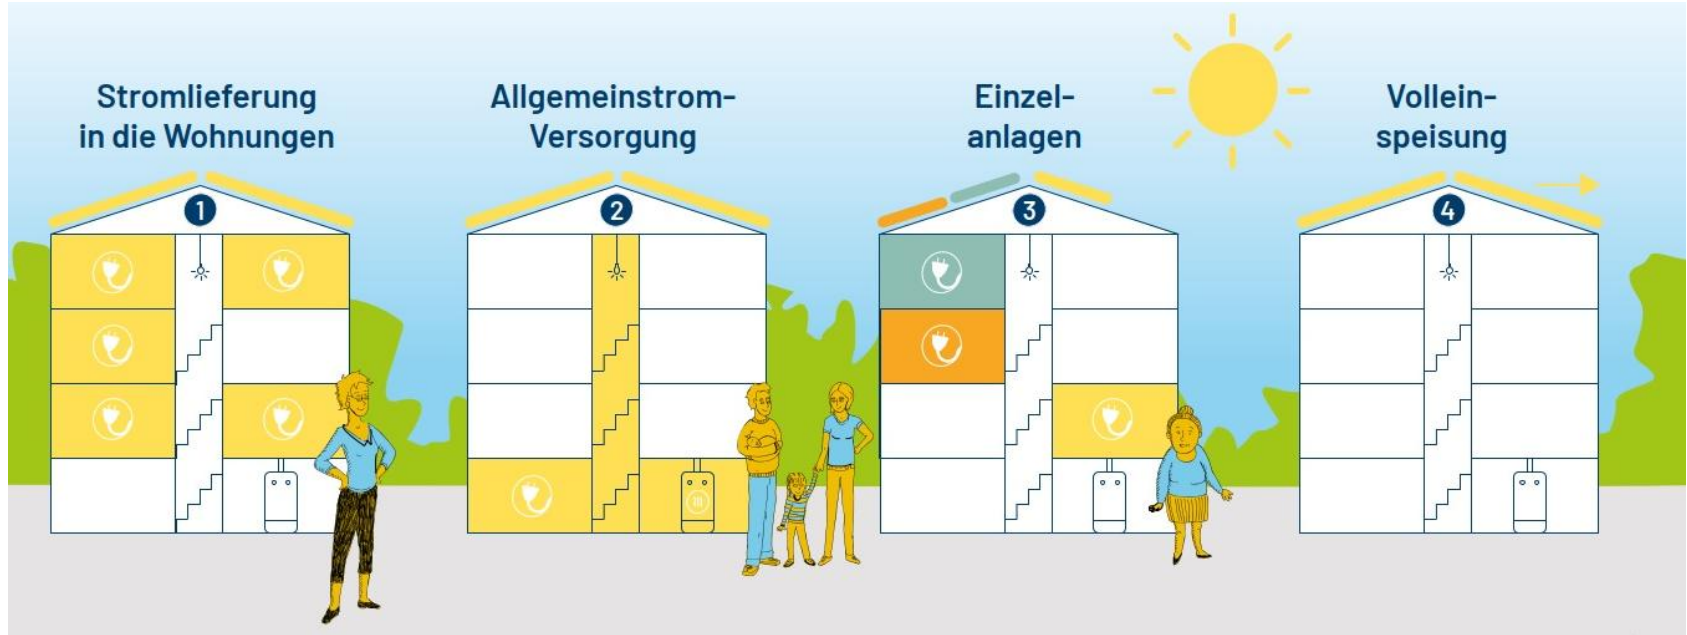 Stromlieferung
in die Wohnungen
Allgemeinstrom-
Versorgung
Einzel-
anlagen
Vollein-
speisung
1
2
3
4